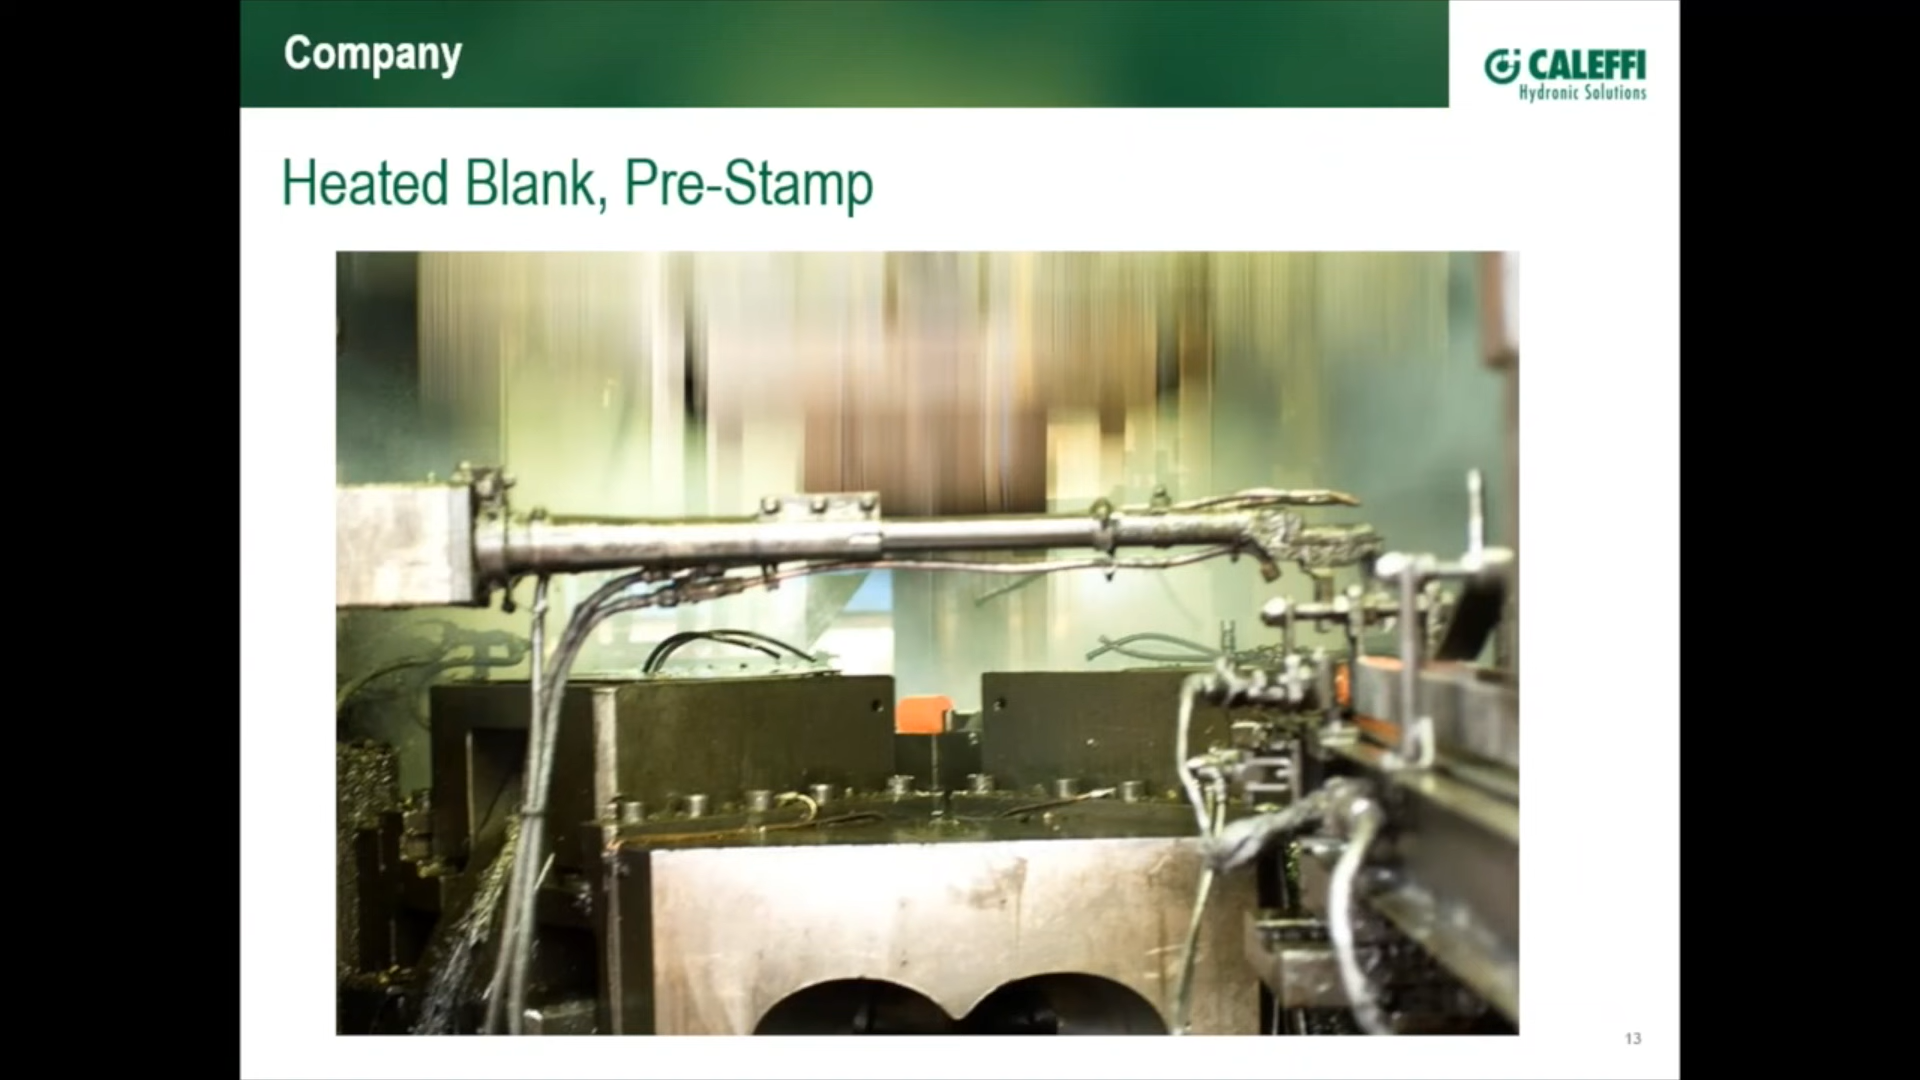 Company
CALEFFI
Hydronic Solutions
Heated Blank, Pre-Stamp
13